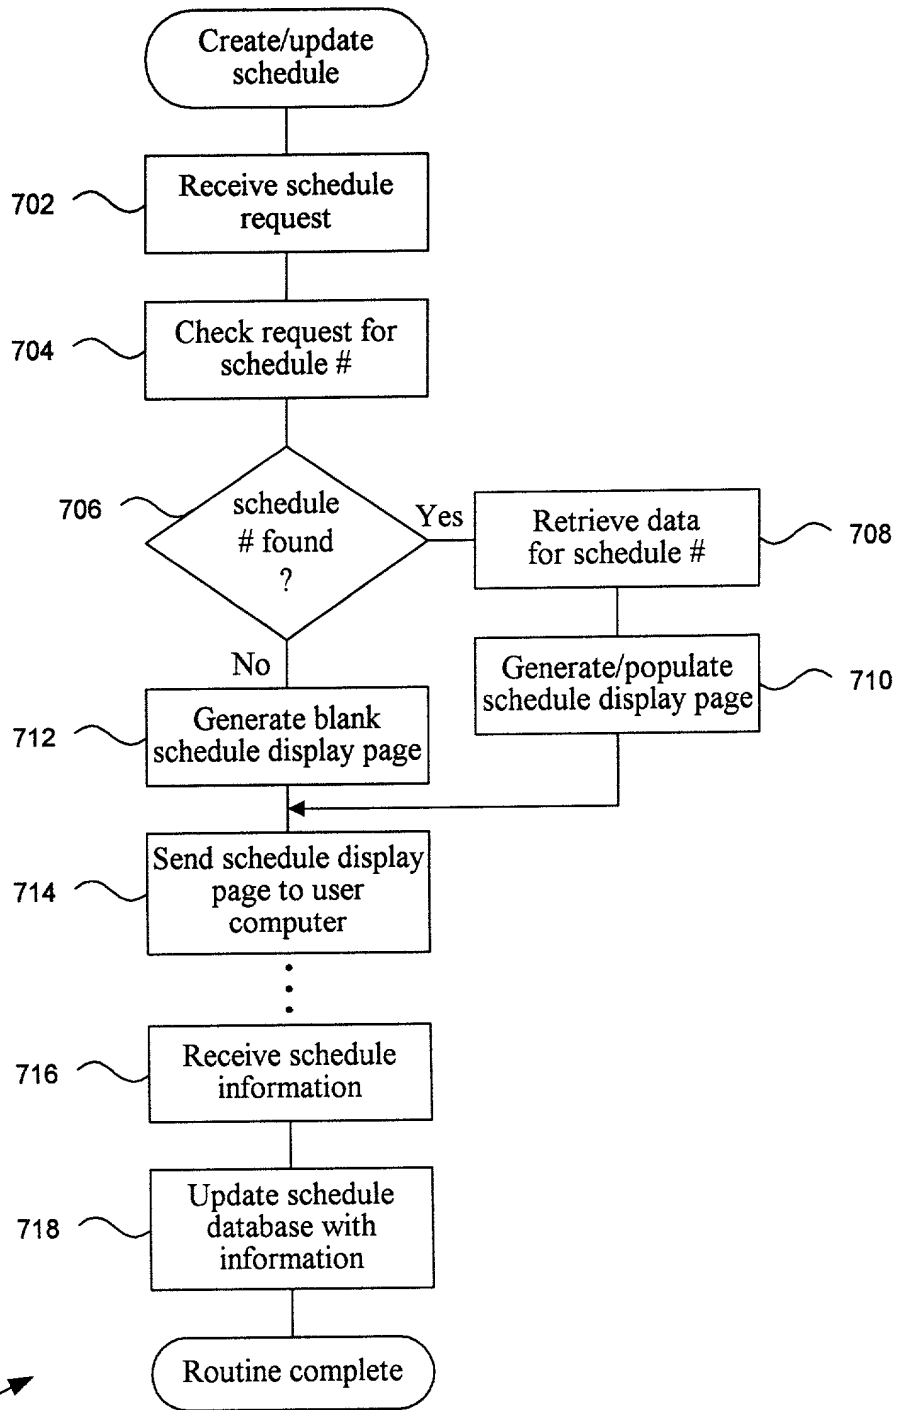 Create/update
schedule
702
Receive schedule
request
704
Check request for
schedule #
706
schedule
# found
?
Yes
Retrieve data
for schedule #
708
No
Generate/populate
schedule display page
710
712
Generate blank
schedule display page
714
Send schedule display
page to user
computer
716
Receive schedule
information
718
Update schedule
database with
information
Routine complete